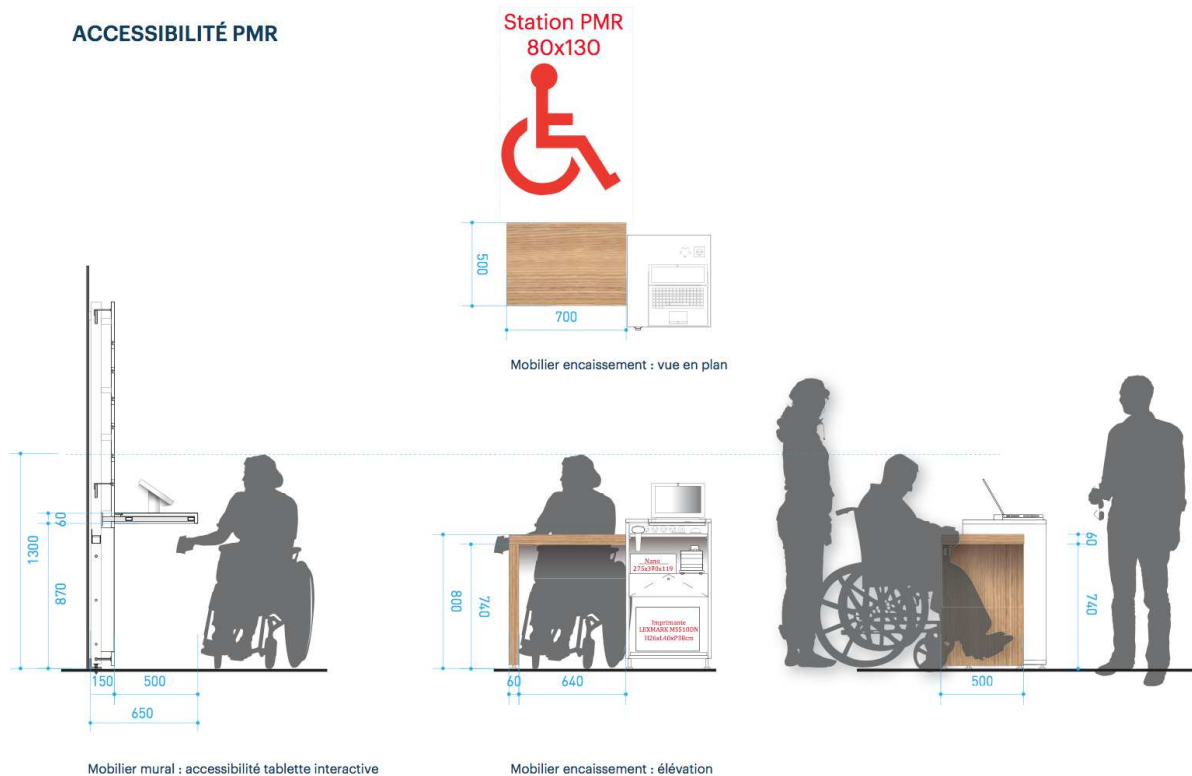 ACCESSIBILITÉ PMR
Station PMR
80x130
500
700
Mobilier encaissement : vue en plan
60
1300
870
150
500
650
Mobilier mural : accessibilité tablette interactive
800
740
Nano
275x370x119
Imprimante
LEXMARK MS510DN
H26xL40xP38cm
60
640
Mobilier encaissement : élévation
60
740
500